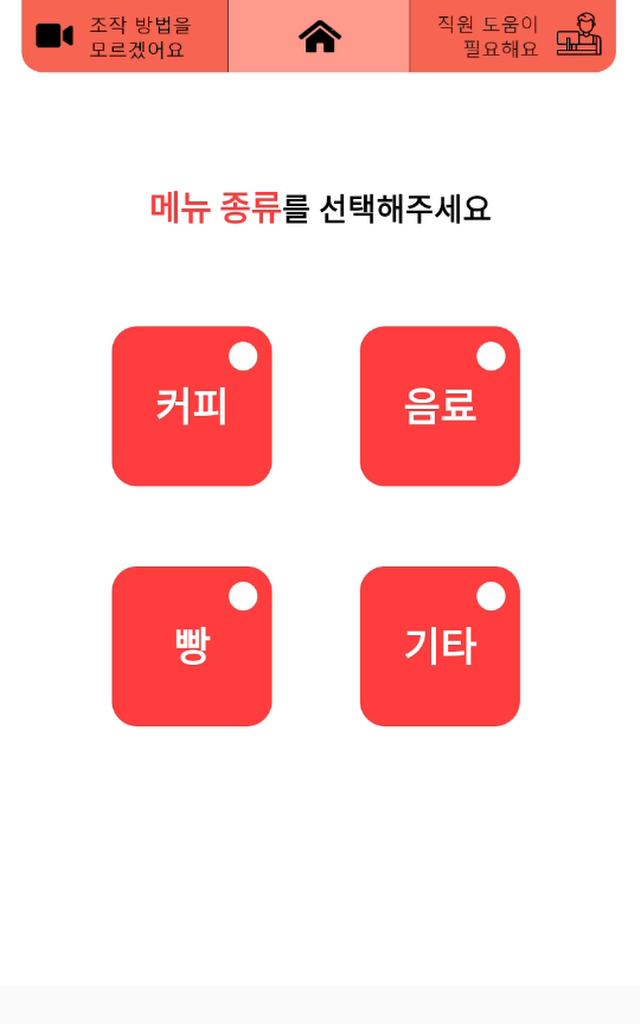 조작 방법을
모르겠어요
직원 도움이
필요해요
메뉴 종류를 선택해주세요
커피
음료
빵
기타